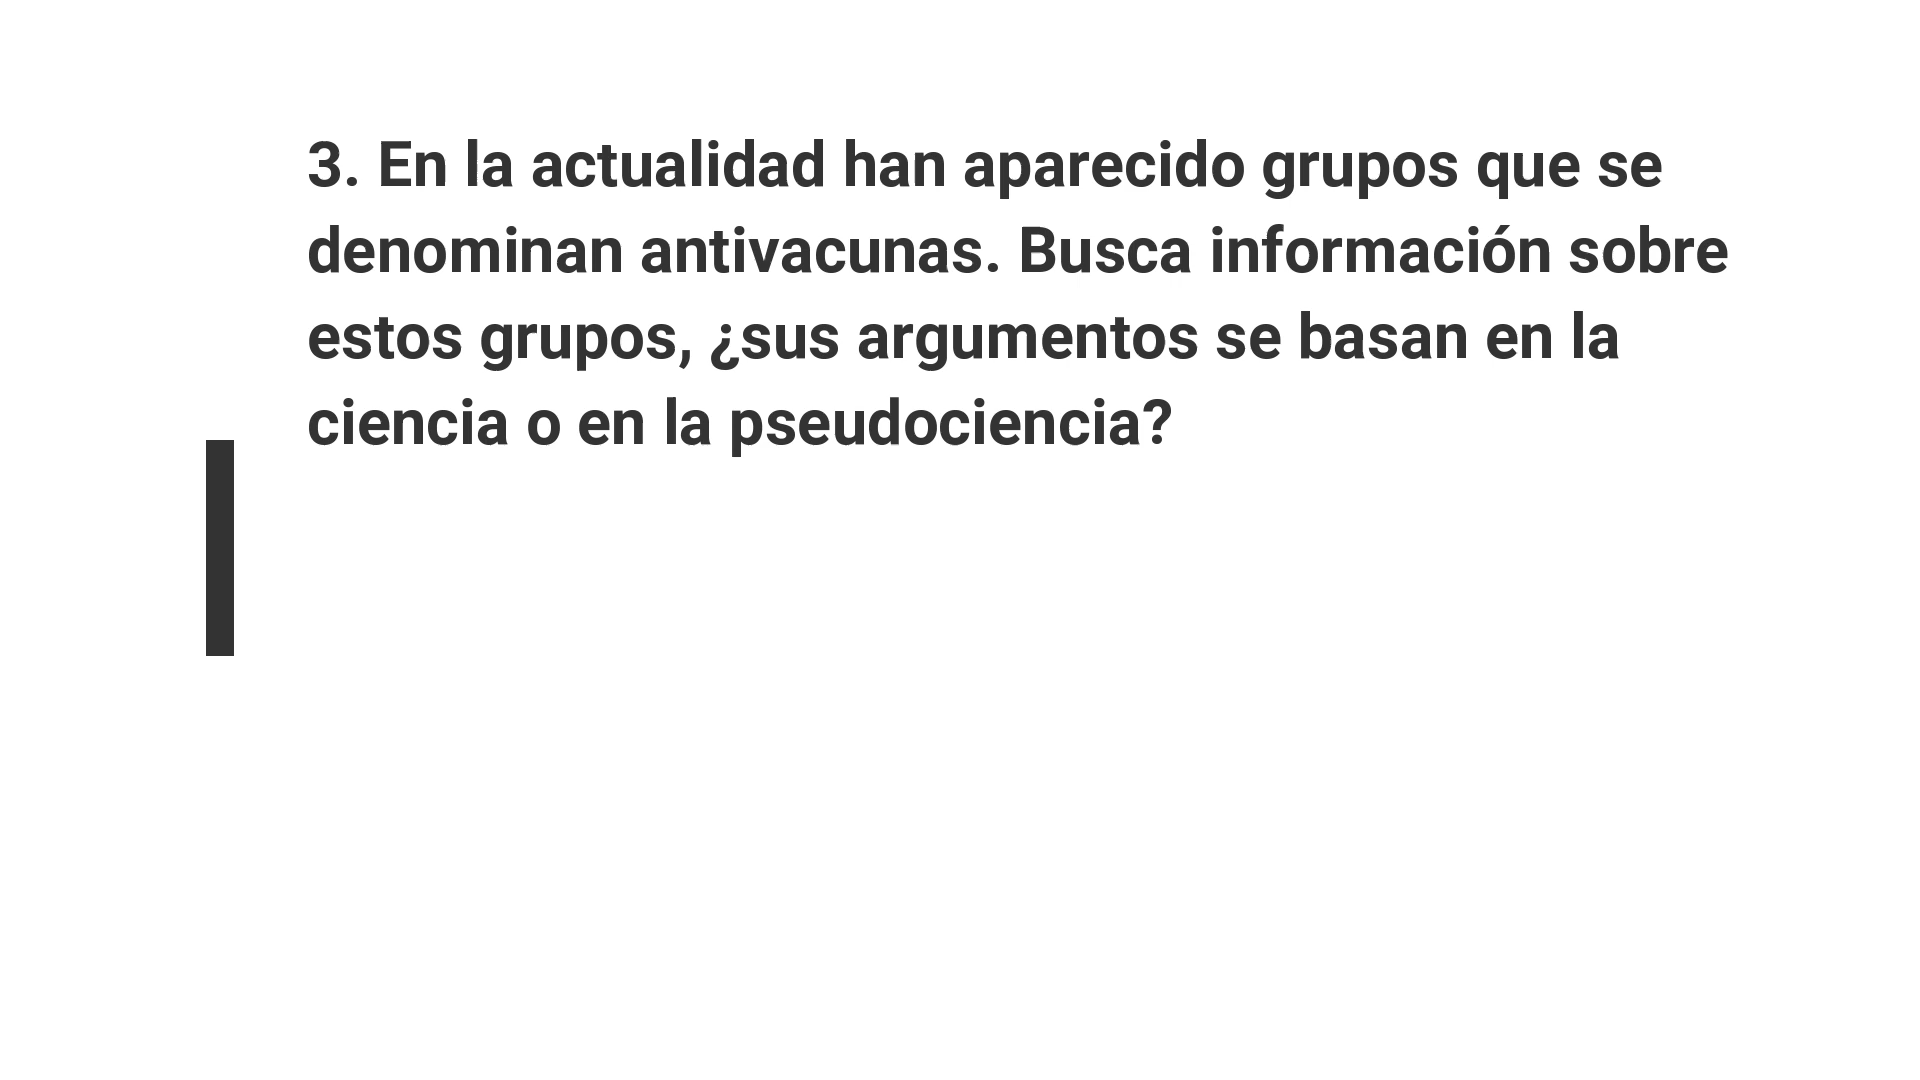 3. En la actualidad han aparecido grupos que se
denominan antivacunas. Busca información sobre
estos grupos, ¿sus argumentos se basan en la
ciencia o en la pseudociencia?